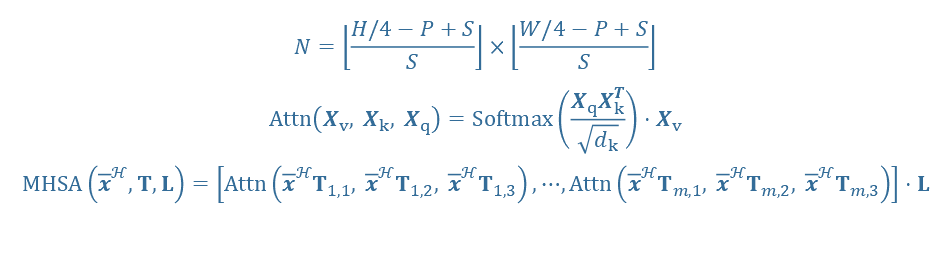 N = ⌊(H/4 − P + S)/S⌋ × ⌊(W/4 − P + S)/S⌋
Attn(X_v, X_k, X_q) = Softmax(X_q X_k^T / √d_k) · X_v
MHSA(x̅^ℋ, T, L) = [Attn(x̅^ℋ T_{1,1}, x̅^ℋ T_{1,2}, x̅^ℋ T_{1,3}), ⋯, Attn(x̅^ℋ T_{m,1}, x̅^ℋ T_{m,2}, x̅^ℋ T_{m,3})] · L